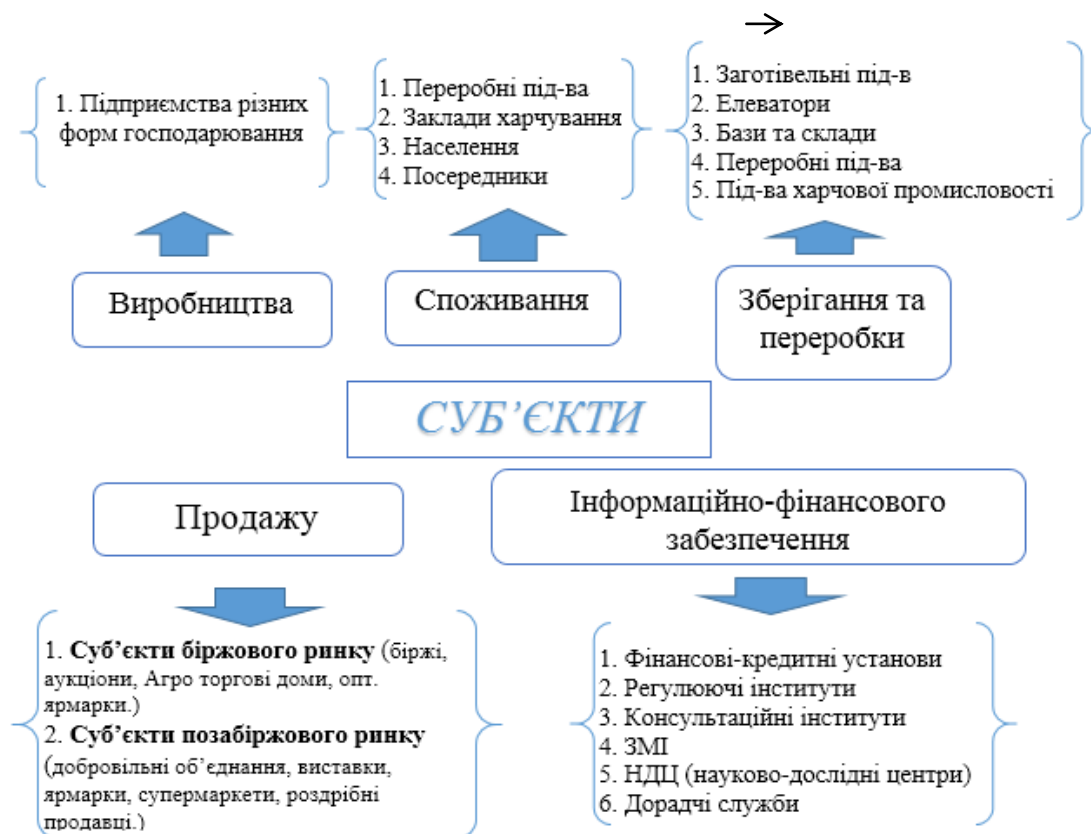 1. Підприємства різних
форм господарювання
1. Переробні під-ва
2. Заклади харчування
3. Населення
4. Посередники
1. Заготівельні під-в
2. Елеватори
3. Бази та склади
4. Переробні під-ва
5. Під-ва харчової промисловості
Виробництва
Споживання
Зберігання та
переробки
СУБ’ЄКТИ
Продажу
Інформаційно-фінансового
забезпечення
1. Суб’єкти біржового ринку (біржі,
аукціони, Агро торгові доми, опт.
ярмарки.)
2. Суб’єкти позабіржового ринку
(добровільні об’єднання, виставки,
ярмарки, супермаркети, роздрібні
продавці.)
1. Фінансові-кредитні установи
2. Регулюючі інститути
3. Консультаційні інститути
4. ЗМІ
5. НДЦ (науково-дослідні центри)
6. Дорадчі служби